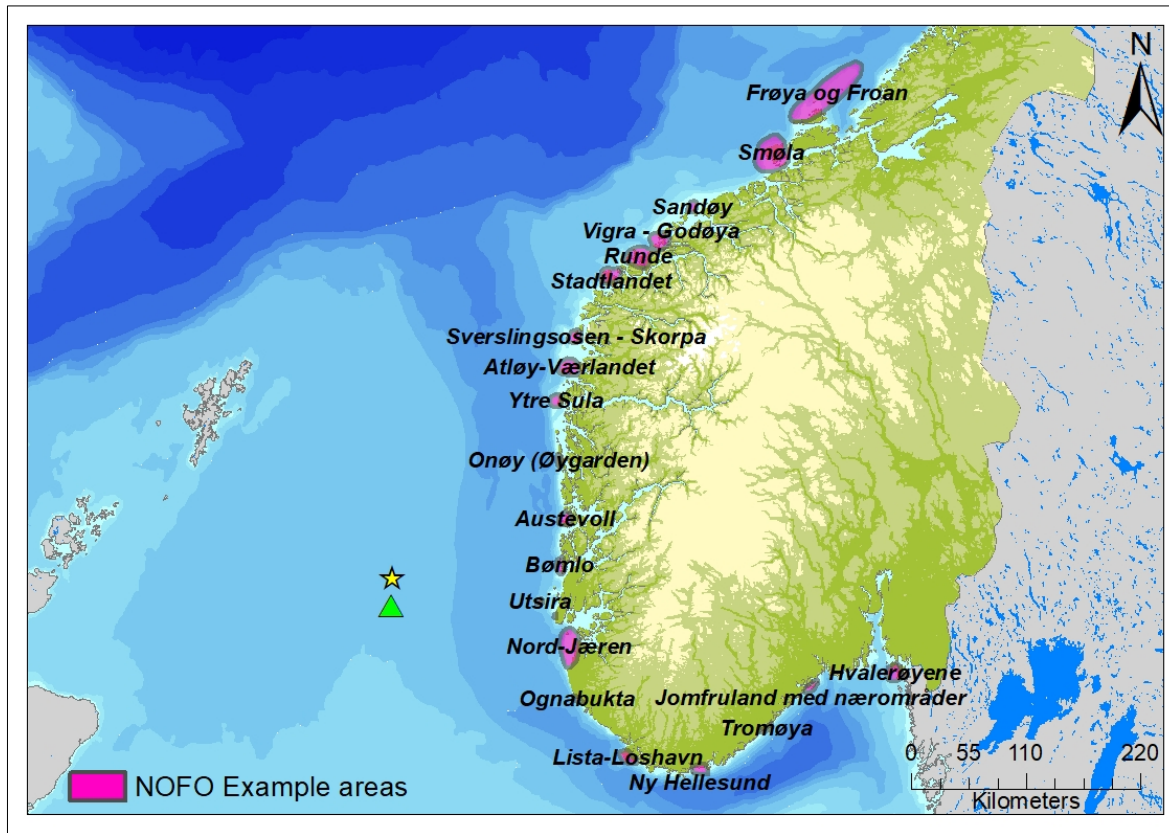 N
Frøya og Froan
Smøla
Sandøy
Vigra - Godøya
Runde
Stadtlandet
Sverslingsosen - Skorpa
Atløy-Værlandet
Ytre Sula
Onøy (Øygarden)
Austevoll
Bømlo
Utsira
Nord-Jæren
Hvalerøyene
Ognabukta
Jomfruland med nærområder
Tromøya
Lista-Loshavn
Ny Hellesund
0 55 110 220
Kilometers
NOFO Example areas